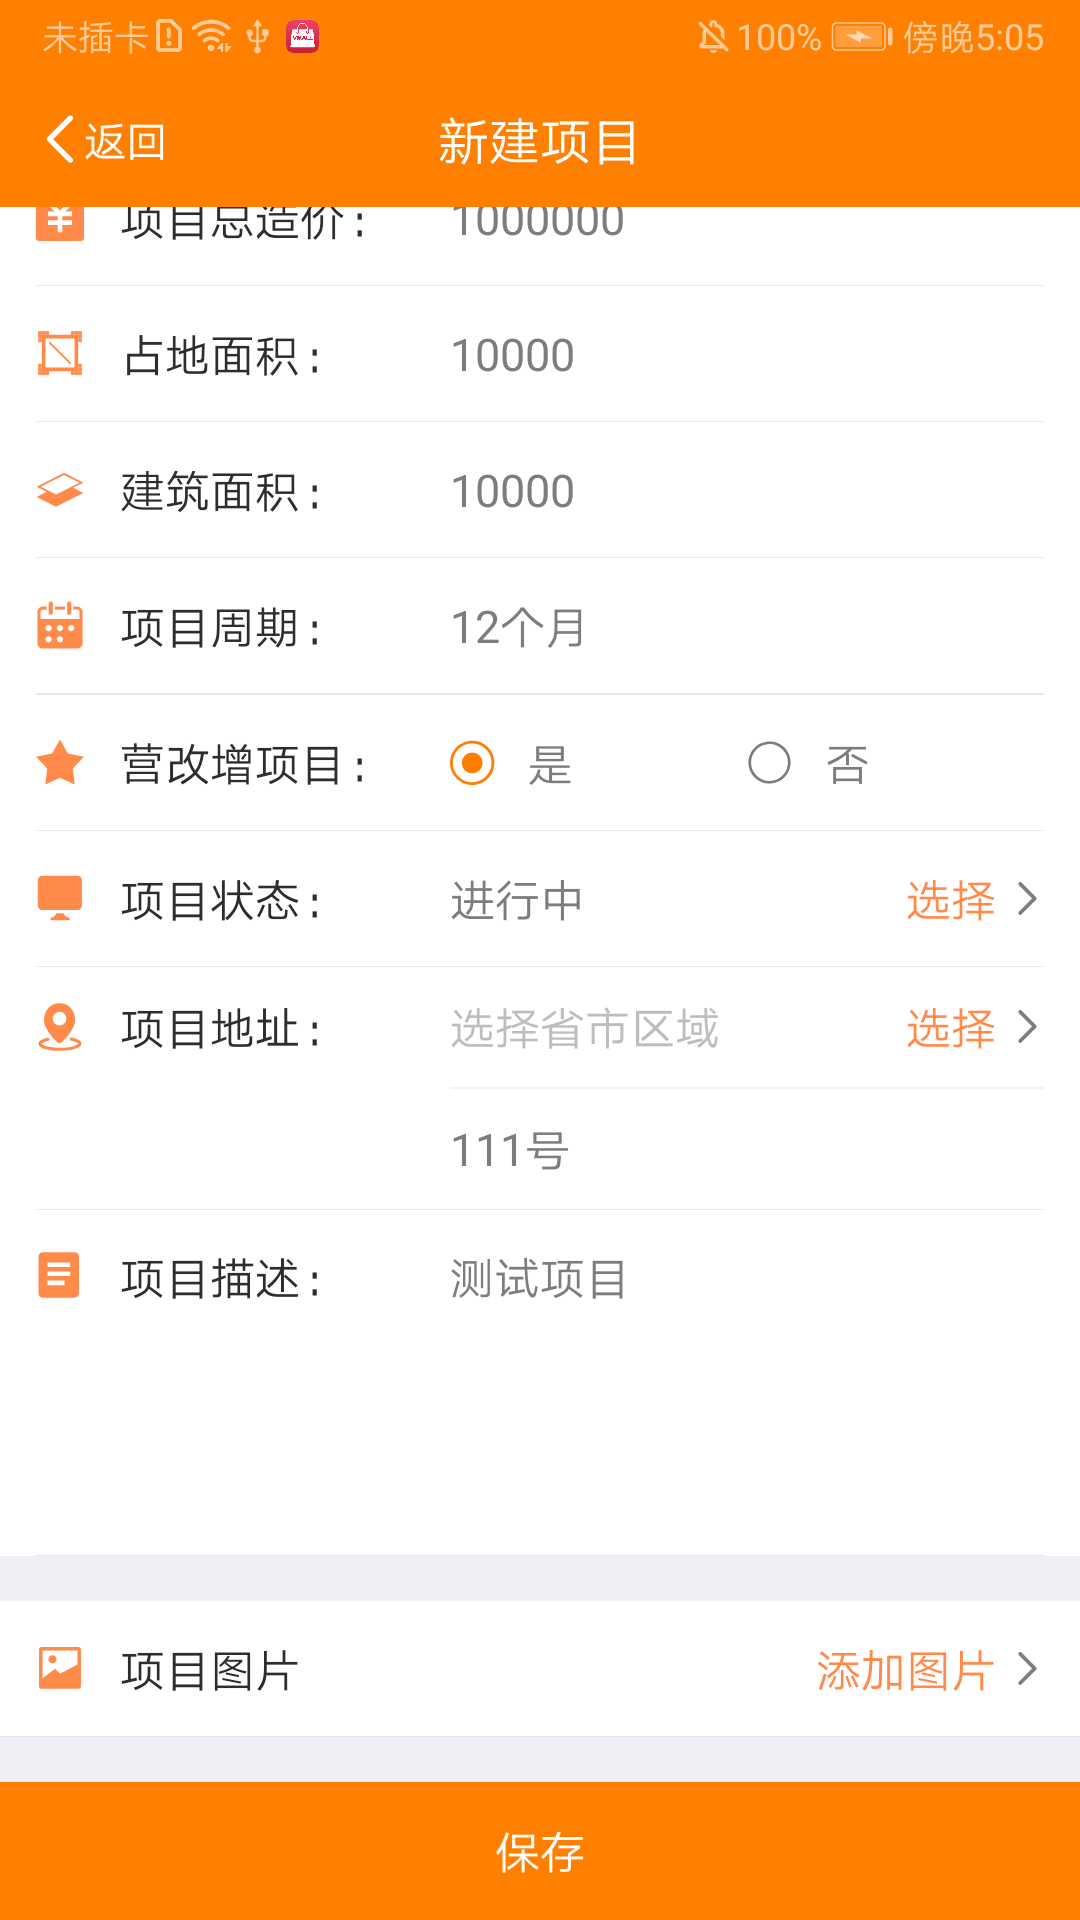 未插卡 100% 傍晚5:05
返回 新建项目
项目总造价: 1000000
占地面积: 10000
建筑面积: 10000
项目周期: 12个月
营改增项目: 是 否
项目状态: 进行中 选择
项目地址: 选择省市区域 选择
111号
项目描述: 测试项目
项目图片 添加图片
保存